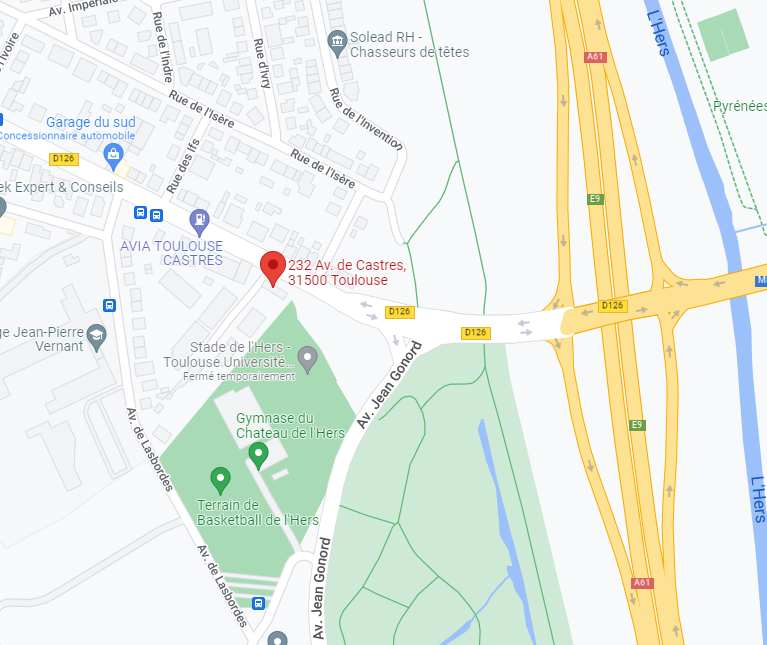 Av. Impériale
l'Ivoire
Rue de l'Indre
Rue d'Ivry
Solead RH -
Chasseurs de têtes
L'Hers
A61
Pyrénées
Rue de l'Isère
Rue de l'Invention
Garage du sud
Concessionnaire automobile
D126
Rue des Ifs
Rue de l'Isère
Expert & Conseils
E9
AVIA TOULOUSE
CASTRES
232 Av. de Castres,
31500 Toulouse
D126
D126
D126
Jean-Pierre
Vernant
Stade de l'Hers -
Toulouse Université...
Fermé temporairement
Av. Jean Gonord
Av. de Lasbordes
Gymnase du
Chateau de l'Hers
E9
Terrain de
Basketball de l'Hers
L'Hers
Av. de Lasbordes
Av. Jean Gonord
A61